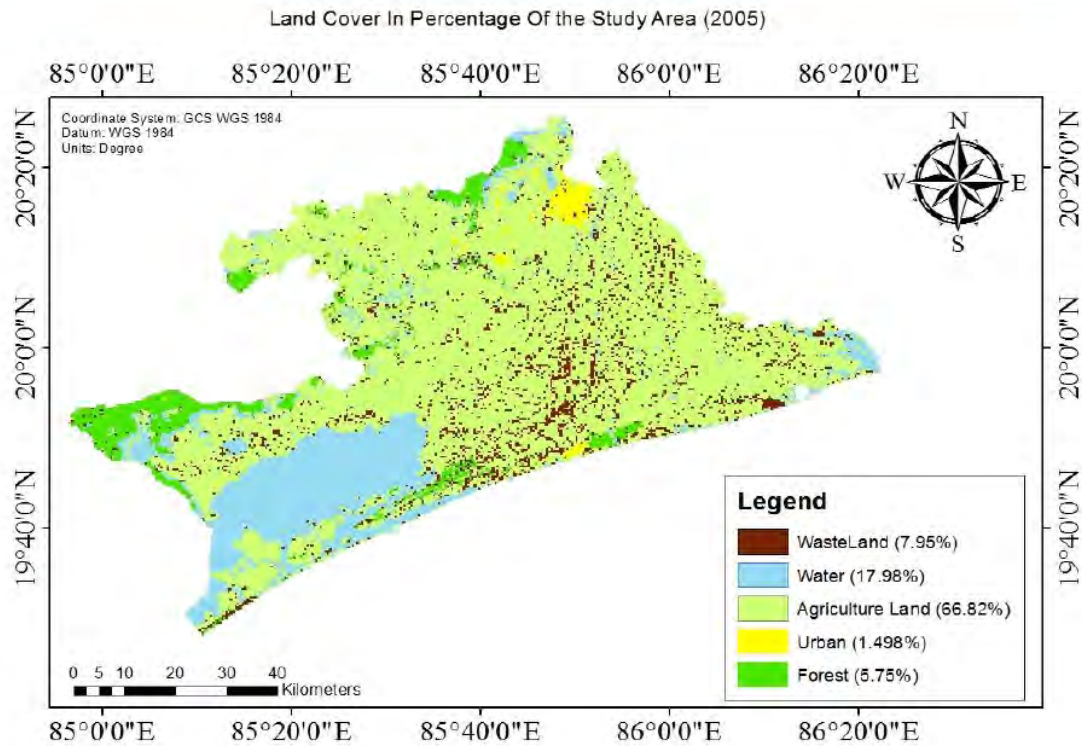 Land Cover In Percentage Of the Study Area (2005)
85°0'0"E 85°20'0"E 85°40'0"E 86°0'0"E 86°20'0"E
Coordinate System: GCS WGS 1984
Datum: WGS 1984
Units: Degree
N
W E
S
20°20'0"N 20°20'0"N
20°0'0"N 20°0'0"N
19°40'0"N 19°40'0"N
Legend
WasteLand (7.95%)
Water (17.98%)
Agriculture Land (66.82%)
Urban (1.498%)
Forest (5.75%)
0 5 10 20 30 40
Kilometers
85°0'0"E 85°20'0"E 85°40'0"E 86°0'0"E 86°20'0"E